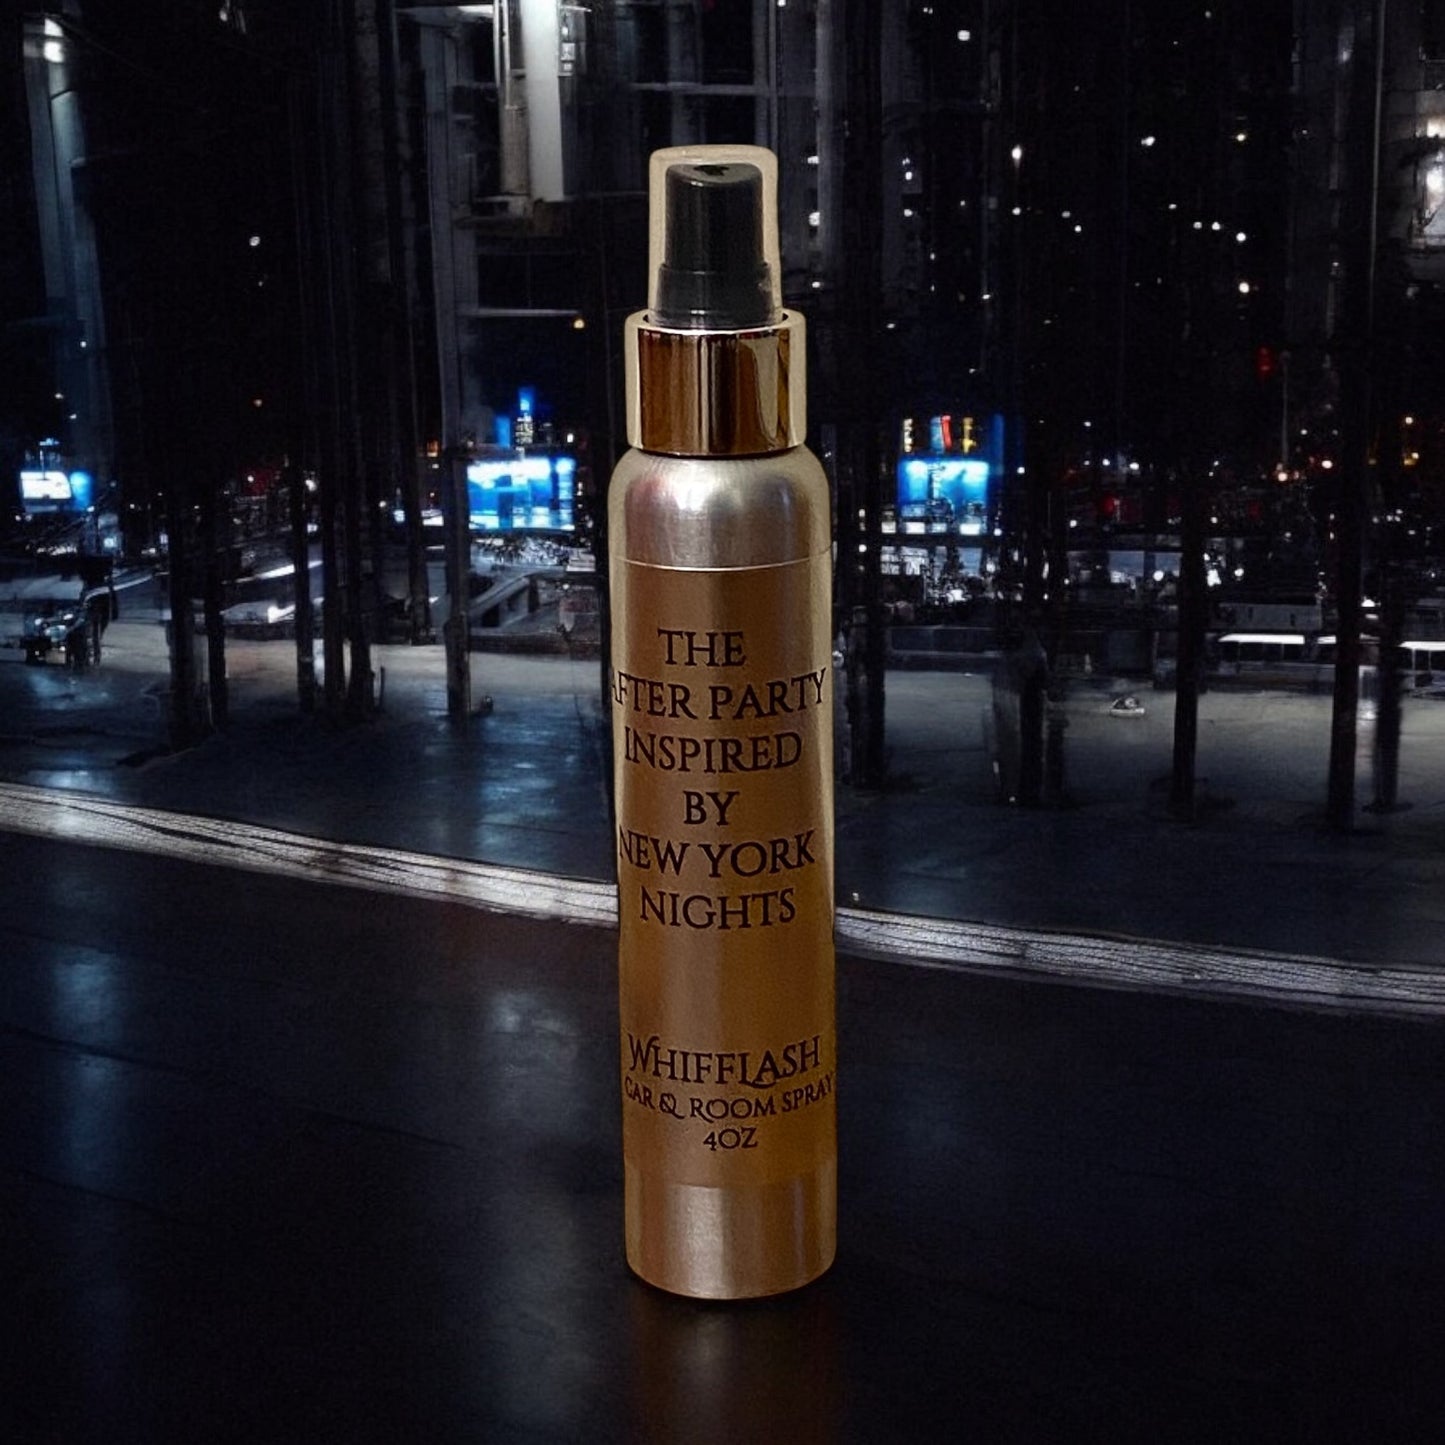 THE
AFTER PARTY
INSPIRED
BY
NEW YORK
NIGHTS
WHIFFLASH
CAR & ROOM SPRAY
4OZ